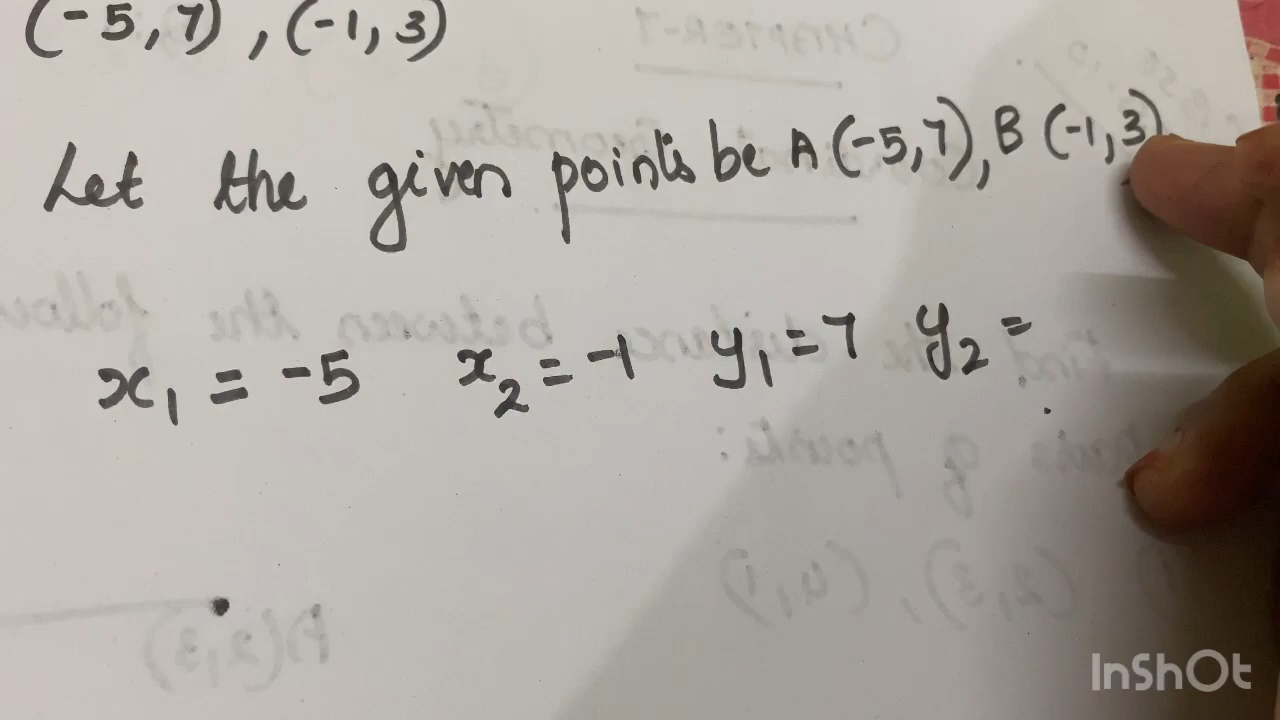 (-5, 7), (-1, 3)
Let the given points be A (-5, 7), B (-1, 3)
x₁ = -5 x₂ = -1 y₁ = 7 y₂ =
InShOt